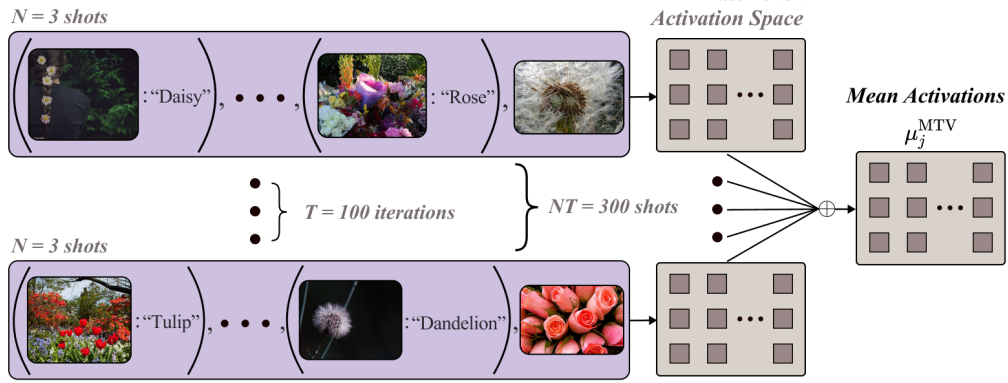 N = 3 shots
Activation Space
:“Daisy”
:“Rose”
Mean Activations
μ_j^MTV
T = 100 iterations
NT = 300 shots
N = 3 shots
:“Tulip”
:“Dandelion”